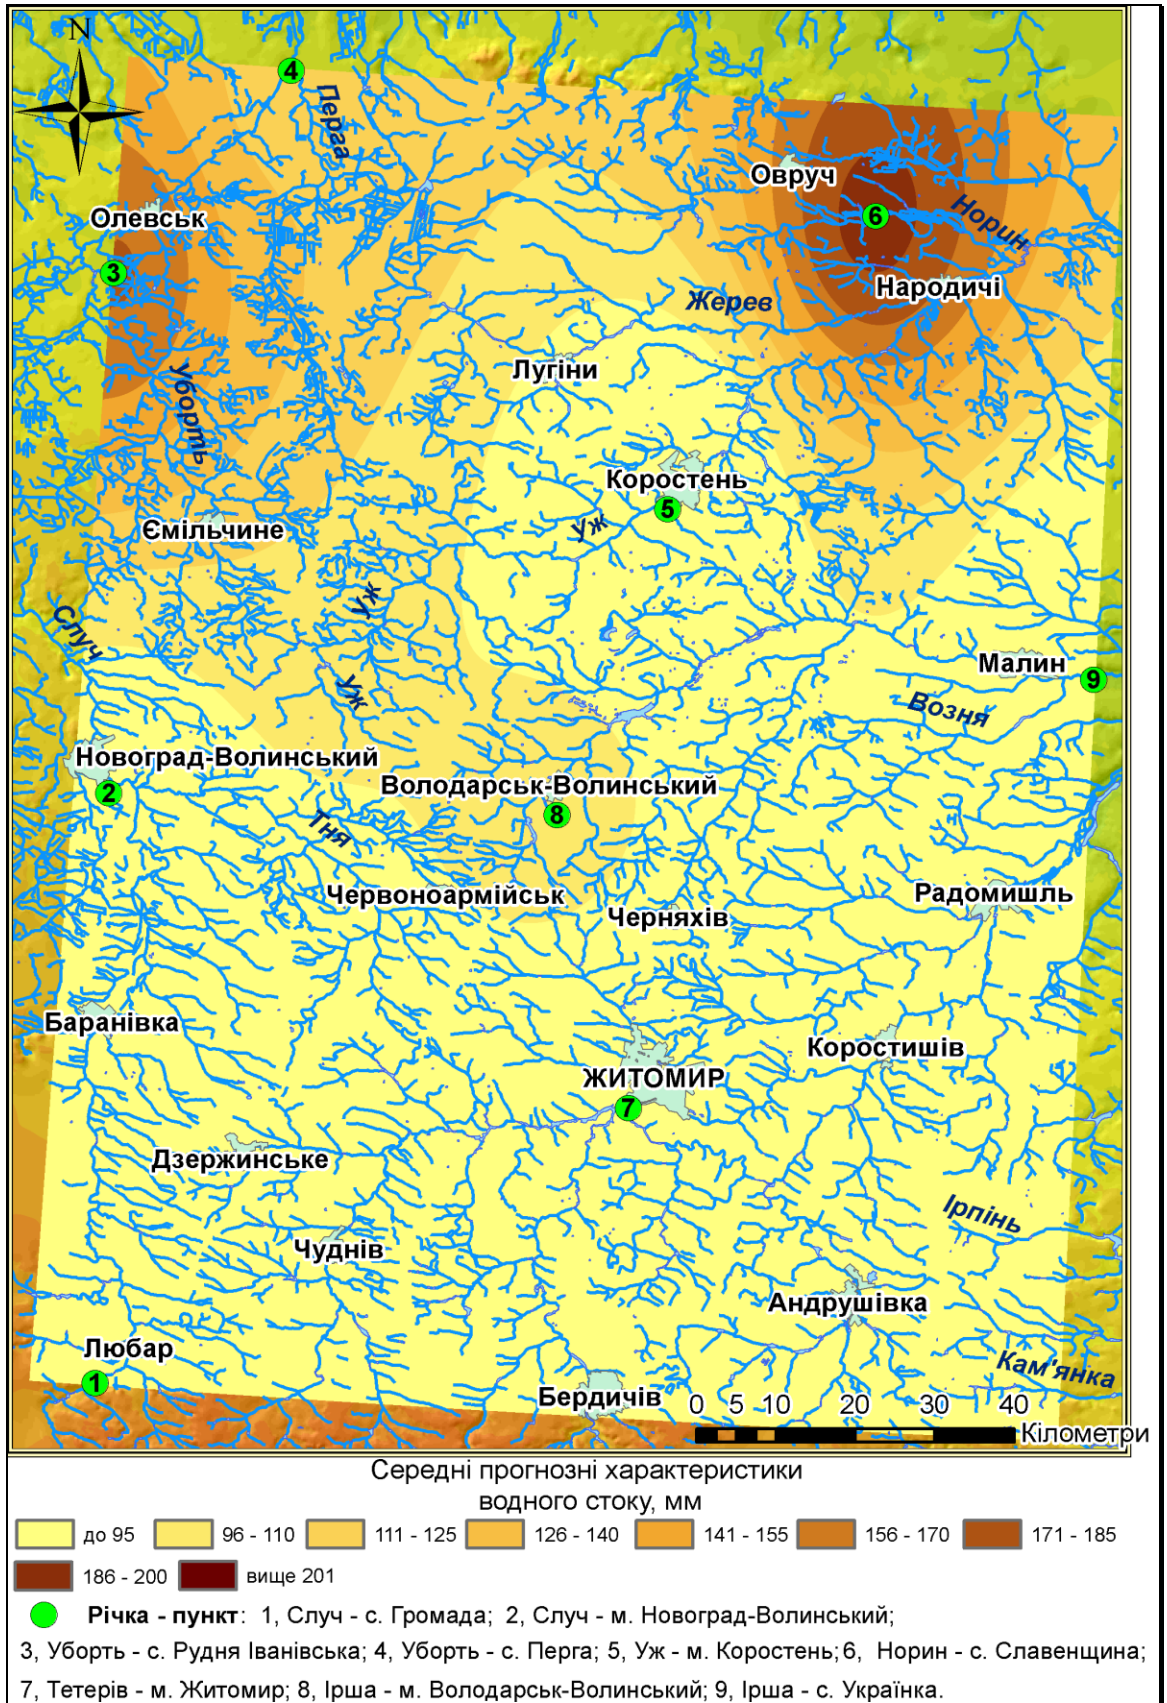 N
4
Перга
Овруч
6
Норин
Олевськ
3
Народичі
Жерев
Лугіни
Уборть
Коростень
5
Уж
Ємільчине
Уж
Случ
Малин
9
Уж
Возня
Новоград-Волинський
2
Володарськ-Волинський
8
Тня
Червоноармійськ
Черняхів
Радомишль
Баранівка
Коростишів
ЖИТОМИР
7
Дзержинське
Ірпінь
Чуднів
Андрушівка
Любар
1
Кам'янка
Бердичів
0 5 10 20 30 40
Кілометри
Середні прогнозні характеристики
водного стоку, мм
до 95 96 - 110 111 - 125 126 - 140 141 - 155 156 - 170 171 - 185
186 - 200 вище 201
Річка - пункт: 1, Случ - с. Громада; 2, Случ - м. Новоград-Волинський;
3, Уборть - с. Рудня Іванівська; 4, Уборть - с. Перга; 5, Уж - м. Коростень; 6, Норин - с. Славенщина;
7, Тетерів - м. Житомир; 8, Ірша - м. Володарськ-Волинський; 9, Ірша - с. Українка.